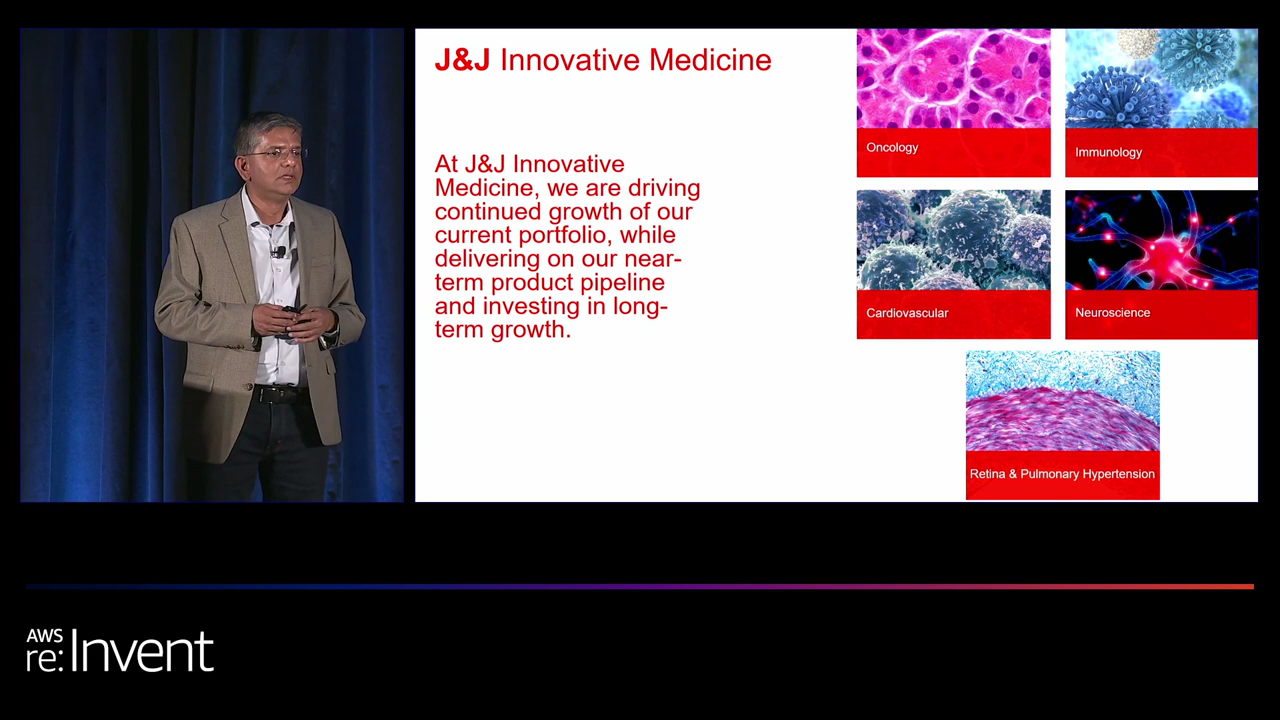 J&J Innovative Medicine
At J&J Innovative
Medicine, we are driving
continued growth of our
current portfolio, while
delivering on our near-
term product pipeline
and investing in long-
term growth.
Oncology
Immunology
Cardiovascular
Neuroscience
Retina & Pulmonary Hypertension
AWS
re:Invent